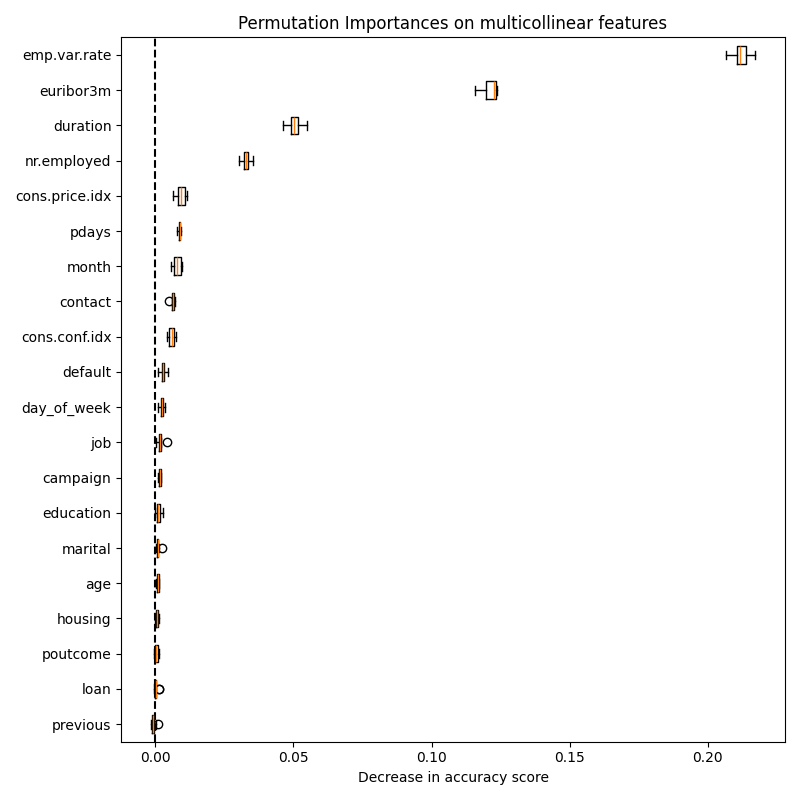 Permutation Importances on multicollinear features
emp.var.rate
euribor3m
duration
nr.employed
cons.price.idx
pdays
month
contact
cons.conf.idx
default
day_of_week
job
campaign
education
marital
age
housing
poutcome
loan
previous
0.00 0.05 0.10 0.15 0.20
Decrease in accuracy score